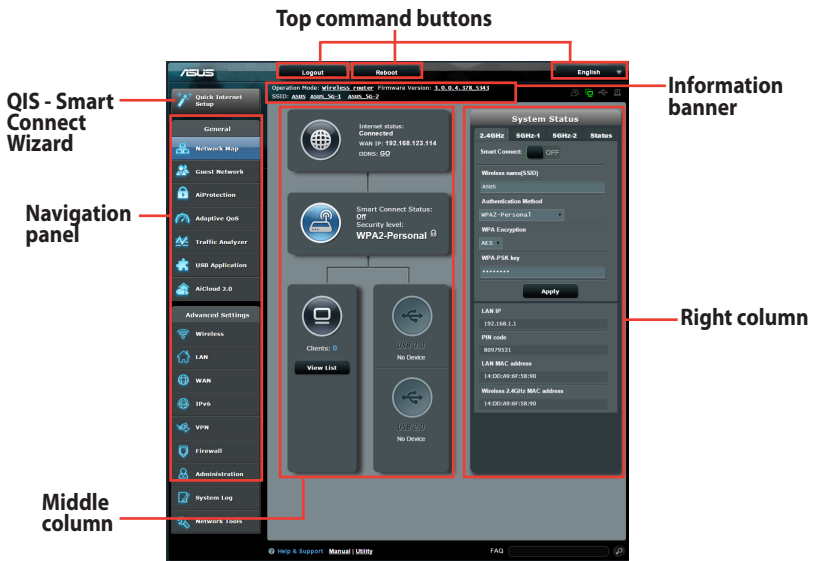 Top command buttons
QIS - Smart
Connect
Wizard
Navigation
panel
Middle
column
Information
banner
Right column
ASUS
Logout
Reboot
English
Quick Internet
Setup
Operation Mode: Wireless router Firmware Version: 3.0.0.4.378_5343
SSID: ASUS ASUS_5G-1 ASUS_5G-2
General
Network Map
Guest Network
AiProtection
Adaptive QoS
Traffic Analyzer
USB Application
AiCloud 2.0
Advanced Settings
Wireless
LAN
WAN
IPv6
VPN
Firewall
Administration
System Log
Network Tools
Internet status:
Connected
WAN IP: 192.168.123.114
DDNS: GO
Smart Connect Status:
Off
Security level:
WPA2-Personal
Clients: 0
View List
USB 3.0
No Device
USB 2.0
No Device
System Status
2.4GHz 5GHz-1 5GHz-2 Status
Smart Connect: OFF
Wireless name(SSID)
ASUS
Authentication Method
WPA2-Personal
WPA Encryption
AES
WPA-PSK key
••••••••
Apply
LAN IP
192.168.1.1
PIN code
80979531
LAN MAC address
14:DD:A9:6F:58:90
Wireless 2.4GHz MAC address
14:DD:A9:6F:58:90
Help & Support Manual | Utility
FAQ